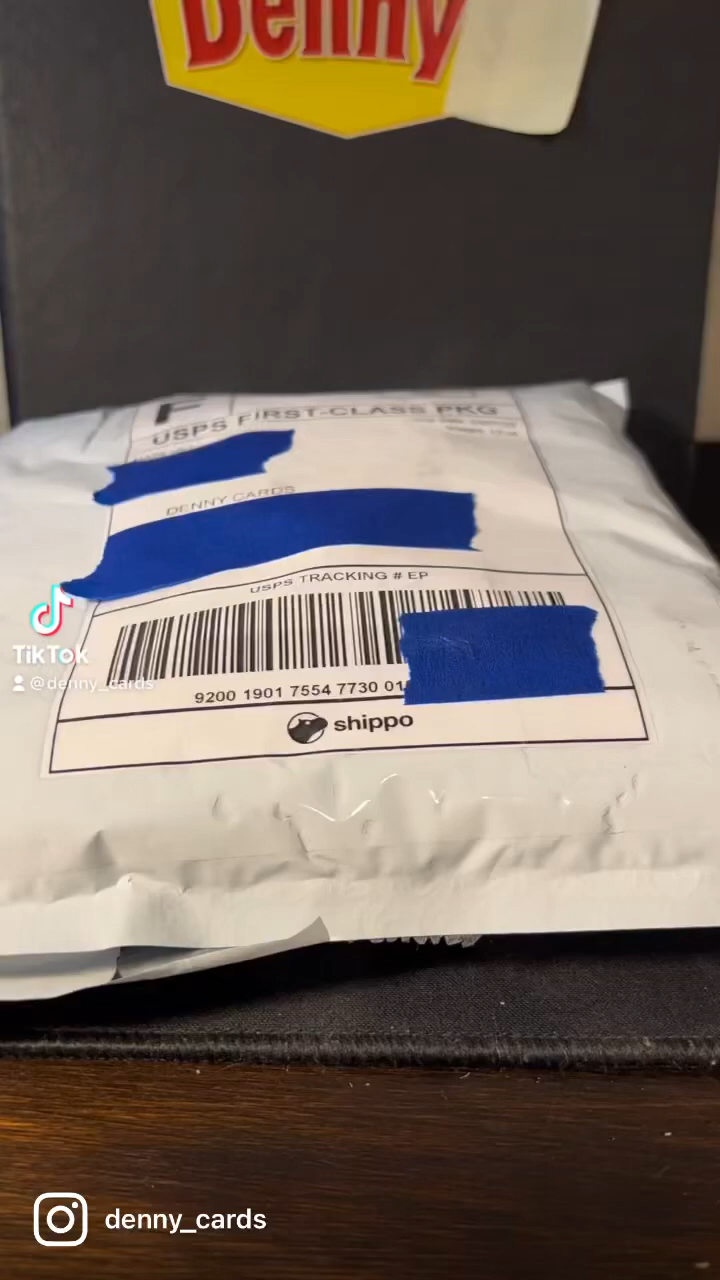 Denny
F
USPS FIRST-CLASS PKG
DENNY CARDS
USPS TRACKING # EP
9200 1901 7554 7730 01
shippo
TikTok
@denny_cards
denny_cards